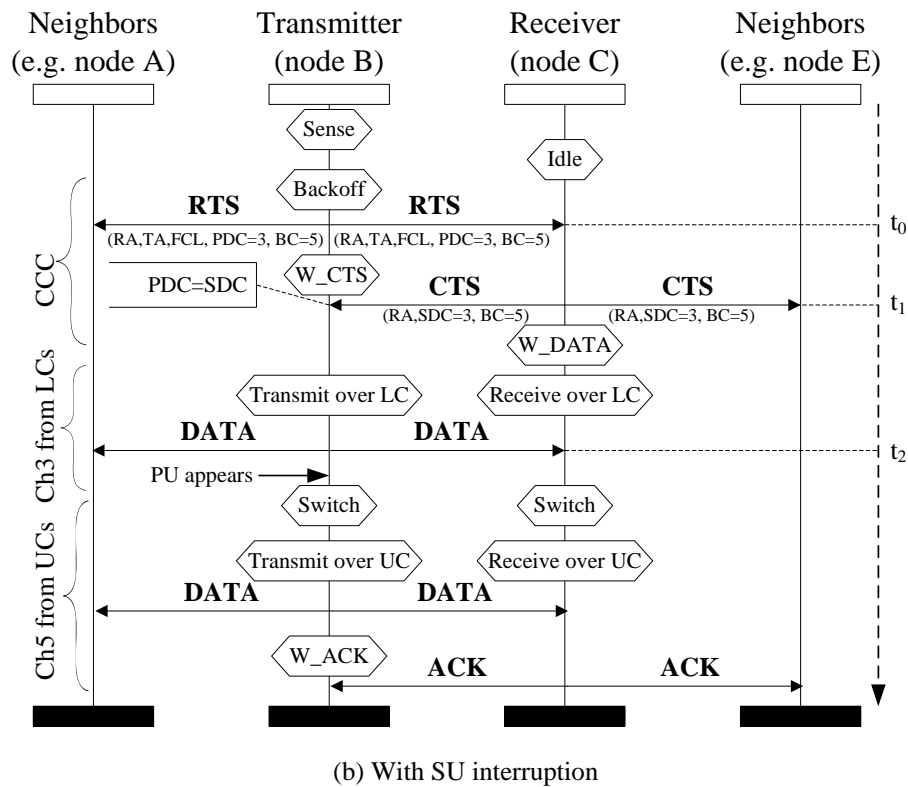 Neighbors
(e.g. node A)
Transmitter
(node B)
Receiver
(node C)
Neighbors
(e.g. node E)
Sense
Idle
Backoff
RTS
RTS
t0
(RA,TA,FCL, PDC=3, BC=5)
(RA,TA,FCL, PDC=3, BC=5)
CCC
W_CTS
PDC=SDC
CTS
CTS
t1
(RA,SDC=3, BC=5)
(RA,SDC=3, BC=5)
W_DATA
Ch3 from LCs
Transmit over LC
Receive over LC
DATA
DATA
t2
PU appears
Switch
Switch
Ch5 from UCs
Transmit over UC
Receive over UC
DATA
DATA
W_ACK
ACK
ACK
(b) With SU interruption